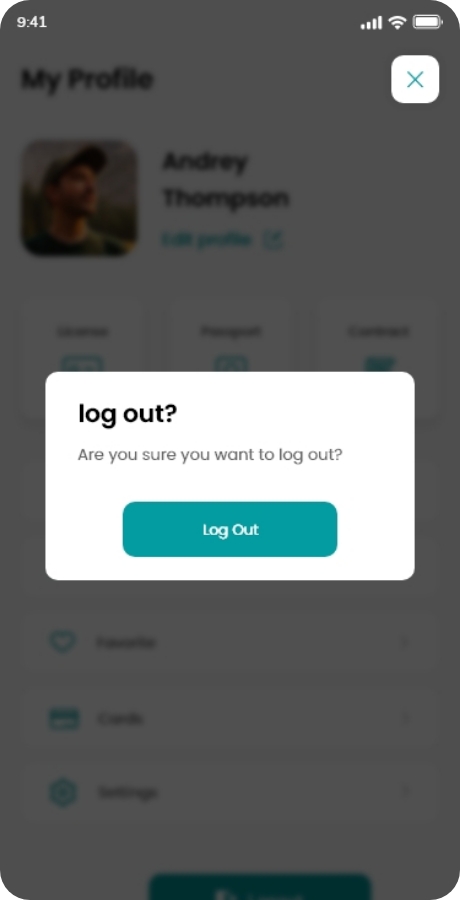 9:41
My Profile
Andrey
Thompson
Edit profile
License
Passport
Contract
log out?
Are you sure you want to log out?
Log Out
Favorite
Cards
Settings